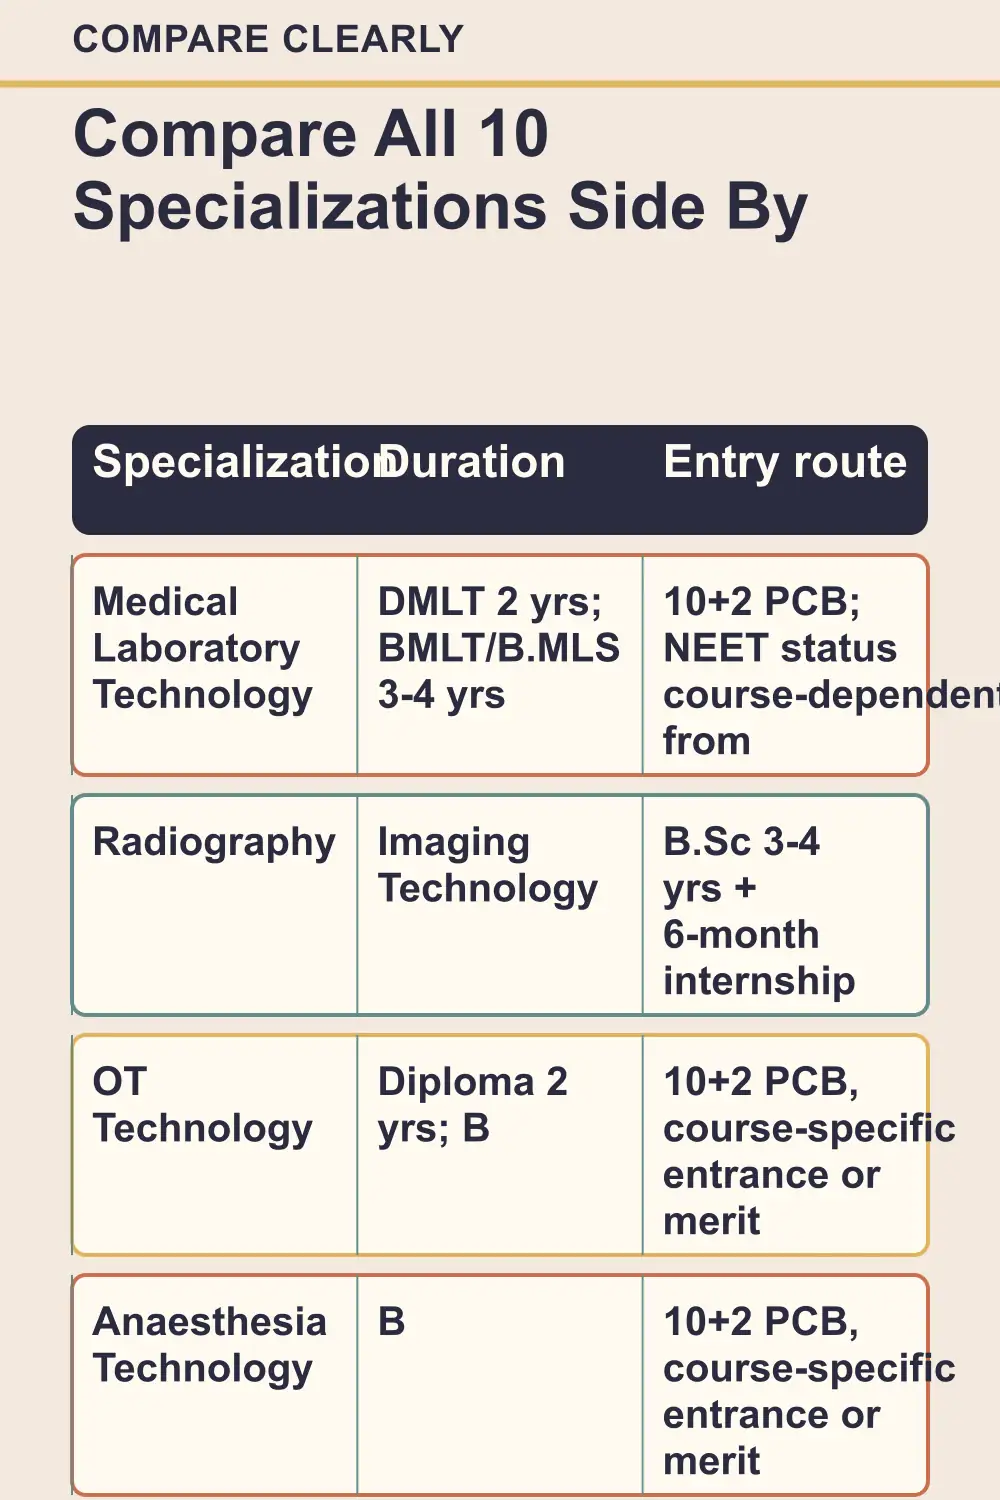 COMPARE CLEARLY
Compare All 10
Specializations Side By
Specialization Duration Entry route
Medical
Laboratory
Technology
DMLT 2 yrs;
BMLT/B.MLS
3-4 yrs
10+2 PCB;
NEET status
course-dependent
from
Radiography
Imaging
Technology
B.Sc 3-4
yrs +
6-month
internship
OT
Technology
Diploma 2
yrs; B
10+2 PCB,
course-specific
entrance or
merit
Anaesthesia
Technology
B
10+2 PCB,
course-specific
entrance or
merit